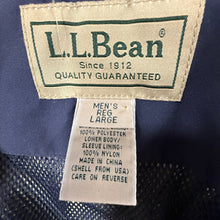 L.L.Bean®
Since 1912
QUALITY GUARANTEED
MEN'S
REG
LARGE
100% POLYESTER
LOWER BODY/
SLEEVE LINING:
100% NYLON
MADE IN CHINA
(SHELL FROM USA)
CARE ON REVERSE